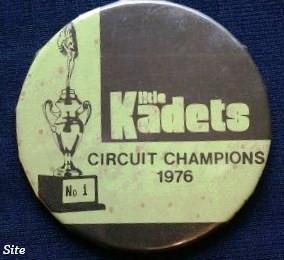 little
Kadets
CIRCUIT CHAMPIONS
1976
No 1
Site